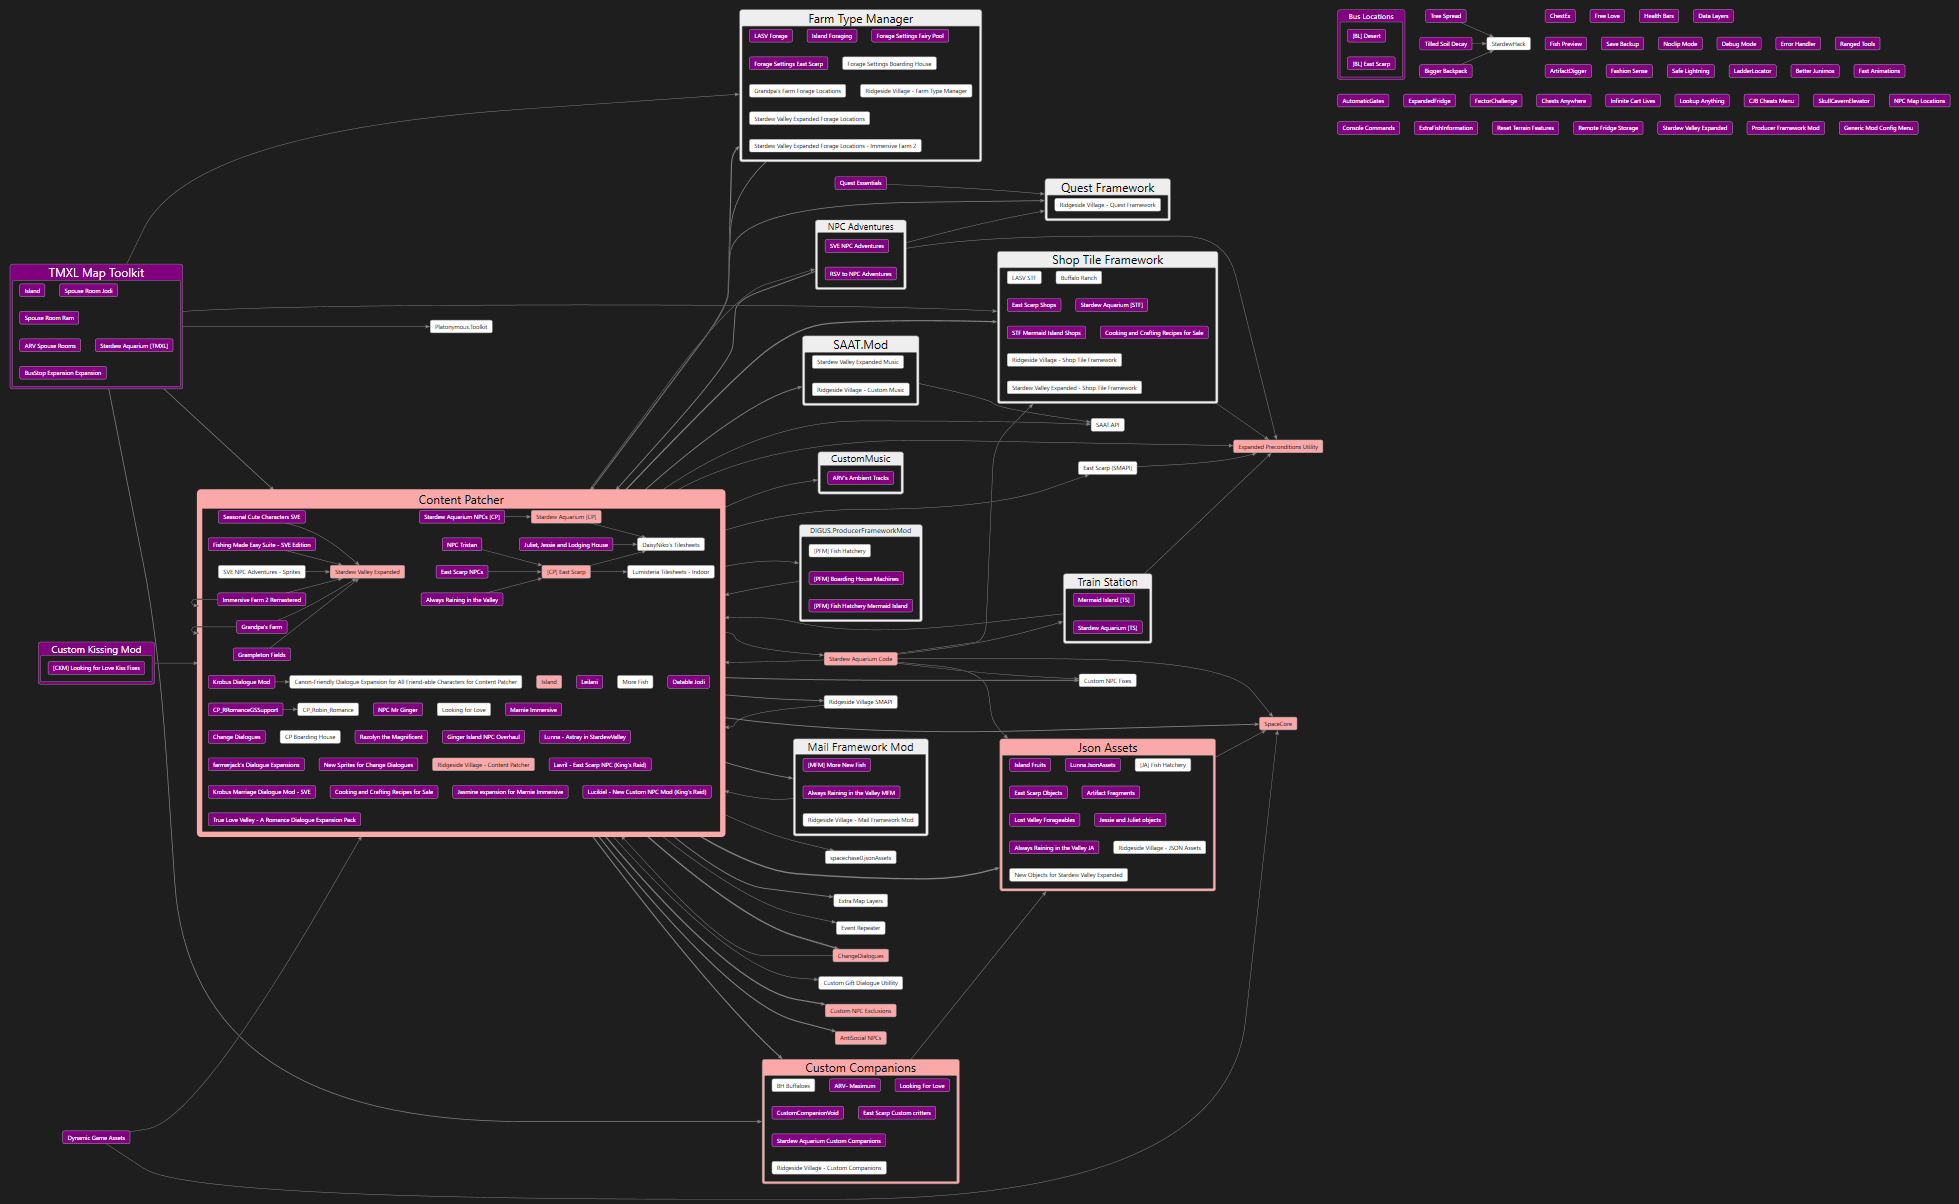 Farm Type Manager
LASV Forage
Island Foraging
Forage Settings Fairy Pool
Forage Settings East Scarp
Forage Settings Boarding House
Grandpa's Farm Forage Locations
Ridgeside Village - Farm Type Manager
Stardew Valley Expanded Forage Locations
Stardew Valley Expanded Forage Locations - Immersive Farm 2
Bus Locations
[BL] Desert
[BL] East Scarp
Tree Spread
Tilled Soil Decay
Bigger Backpack
StardewHack
ChestEx
Free Love
Health Bars
Data Layers
Fish Preview
Save Backup
Noclip Mode
Debug Mode
Error Handler
Ranged Tools
ArtifactDigger
Fashion Sense
Safe Lightning
LadderLocator
Better Junimos
Fast Animations
AutomaticGates
ExpandedFridge
FectorChallenge
Chests Anywhere
Infinite Cart Lives
Lookup Anything
CJB Cheats Menu
SkullCavernElevator
NPC Map Locations
Console Commands
ExtraFishInformation
Reset Terrain Features
Remote Fridge Storage
Stardew Valley Expanded
Producer Framework Mod
Generic Mod Config Menu
Quest Essentials
Quest Framework
Ridgeside Village - Quest Framework
NPC Adventures
SVE NPC Adventures
RSV to NPC Adventures
Shop Tile Framework
LASV STF
Buffalo Ranch
East Scarp Shops
Stardew Aquarium [STF]
STF Mermaid Island Shops
Cooking and Crafting Recipes for Sale
Ridgeside Village - Shop Tile Framework
Stardew Valley Expanded - Shop Tile Framework
TMXL Map Toolkit
Island
Spouse Room Jodi
Spouse Room Ram
ARV Spouse Rooms
Stardew Aquarium [TMXL]
BusStop Expansion Expansion
Platonymous.Toolkit
SAAT.Mod
Stardew Valley Expanded Music
Ridgeside Village - Custom Music
SAAT.API
Expanded Preconditions Utility
East Scarp (SMAPI)
CustomMusic
ARV's Ambient Tracks
Content Patcher
Seasonal Cute Characters SVE
Stardew Aquarium NPCs [CP]
Stardew Aquarium [CP]
Fishing Made Easy Suite - SVE Edition
NPC Tristan
Juliet, Jessie and Lodging House
DaisyNiko's Tilesheets
SVE NPC Adventures - Sprites
Stardew Valley Expanded
East Scarp NPCs
[CP] East Scarp
Lumisteria Tilesheets - Indoor
Immersive Farm 2 Remastered
Always Raining in the Valley
Grandpa's Farm
Grampleton Fields
Krobus Dialogue Mod
Canon-Friendly Dialogue Expansion for All Friend-able Characters for Content Patcher
Island
Leilani
More Fish
Datable Jodi
CP_RRomanceGSSupport
CP_Robin_Romance
NPC Mr Ginger
Looking for Love
Marnie Immersive
Change Dialogues
CP Boarding House
Razolyn the Magnificent
Ginger Island NPC Overhaul
Lunna - Astray in StardewValley
farmerjack's Dialogue Expansions
New Sprites for Change Dialogues
Ridgeside Village - Content Patcher
Lavril - East Scarp NPC (King's Raid)
Krobus Marriage Dialogue Mod - SVE
Cooking and Crafting Recipes for Sale
Jasmine expansion for Marnie Immersive
Lucikiel - New Custom NPC Mod (King's Raid)
True Love Valley - A Romance Dialogue Expansion Pack
DIGUS.ProducerFrameworkMod
[PFM] Fish Hatchery
[PFM] Boarding House Machines
[PFM] Fish Hatchery Mermaid Island
Train Station
Mermaid Island [TS]
Stardew Aquarium [TS]
Custom Kissing Mod
[CKM] Looking for Love Kiss Fixes
Stardew Aquarium Code
Custom NPC Fixes
Ridgeside Village SMAPI
SpaceCore
Mail Framework Mod
[MFM] More New Fish
Always Raining in the Valley MFM
Ridgeside Village - Mail Framework Mod
Json Assets
Island Fruits
Lunna JsonAssets
[JA] Fish Hatchery
East Scarp Objects
Artifact Fragments
Lost Valley Forageables
Jessie and Juliet objects
Always Raining in the Valley JA
Ridgeside Village - JSON Assets
New Objects for Stardew Valley Expanded
spacechase0.jsonAssets
Extra Map Layers
Event Repeater
ChangeDialogues
Custom Gift Dialogue Utillity
Custom NPC Exclusions
AntiSocial NPCs
Custom Companions
BH Buffaloes
ARV- Maximum
Looking For Love
CustomCompanionVoid
East Scarp Custom critters
Stardew Aquarium Custom Companions
Ridgeside Village - Custom Companions
Dynamic Game Assets